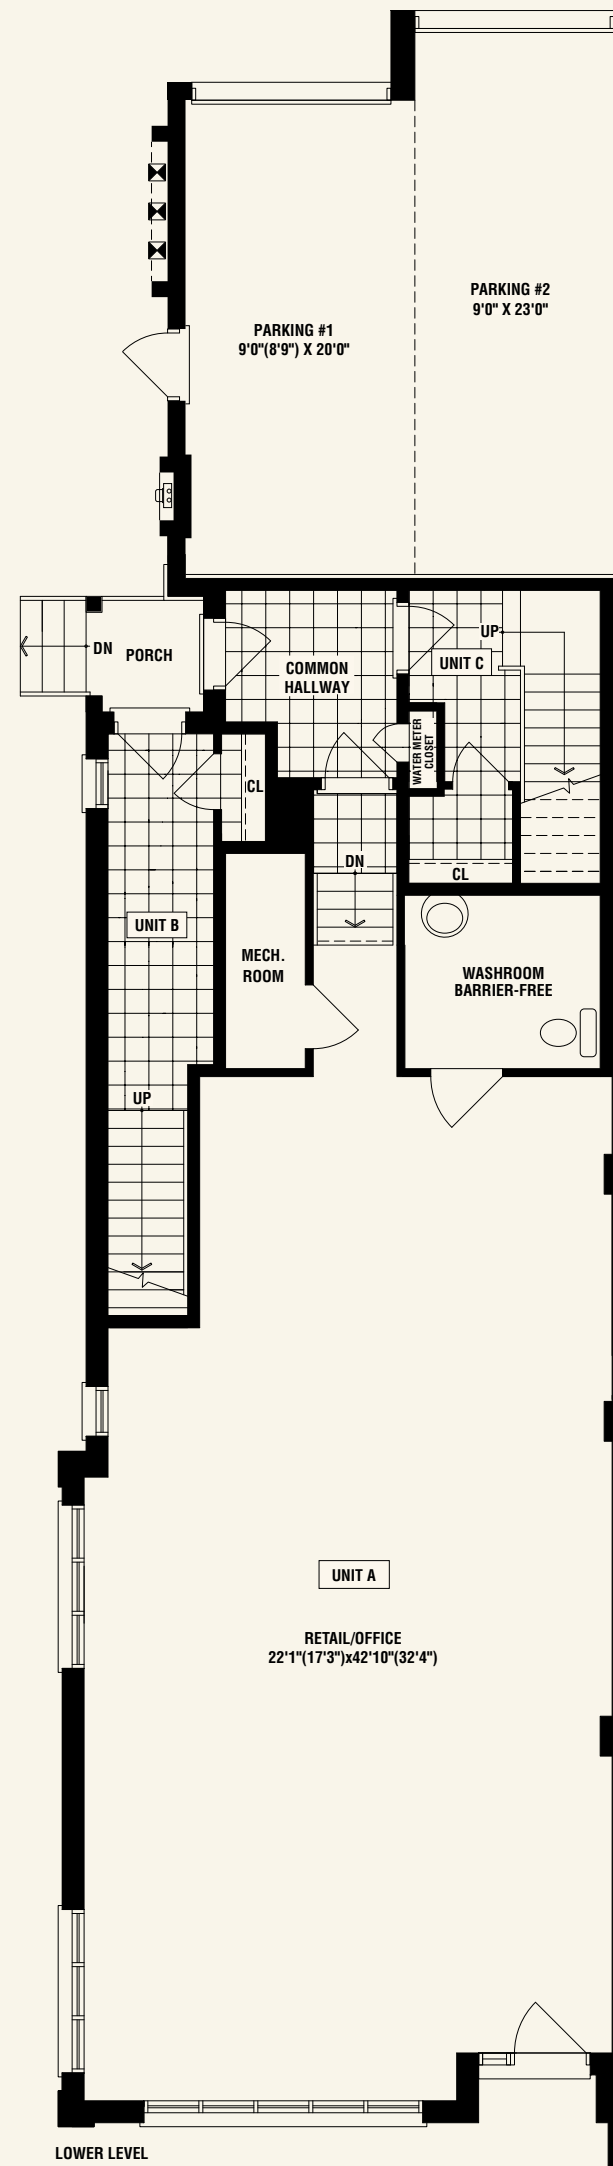 PARKING #2
9'0" X 23'0"
PARKING #1
9'0"(8'9") X 20'0"
DN
PORCH
COMMON
HALLWAY
UP
UNIT C
WATER METER
CLOSET
CL
DN
CL
UNIT B
MECH.
ROOM
WASHROOM
BARRIER-FREE
UP
UNIT A
RETAIL/OFFICE
22'1"(17'3")x42'10"(32'4")
LOWER LEVEL